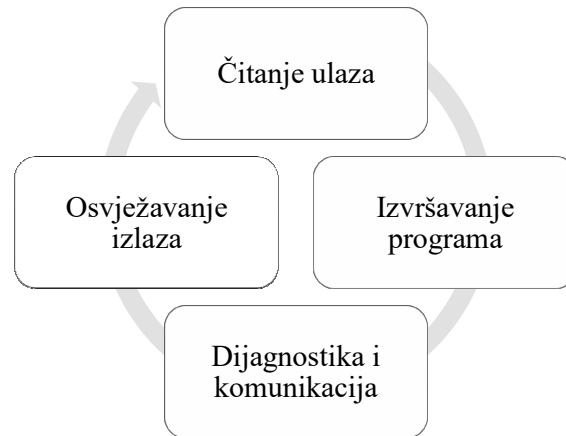 Čitanje ulaza
Osvježavanje
izlaza
Izvršavanje
programa
Dijagnostika i
komunikacija